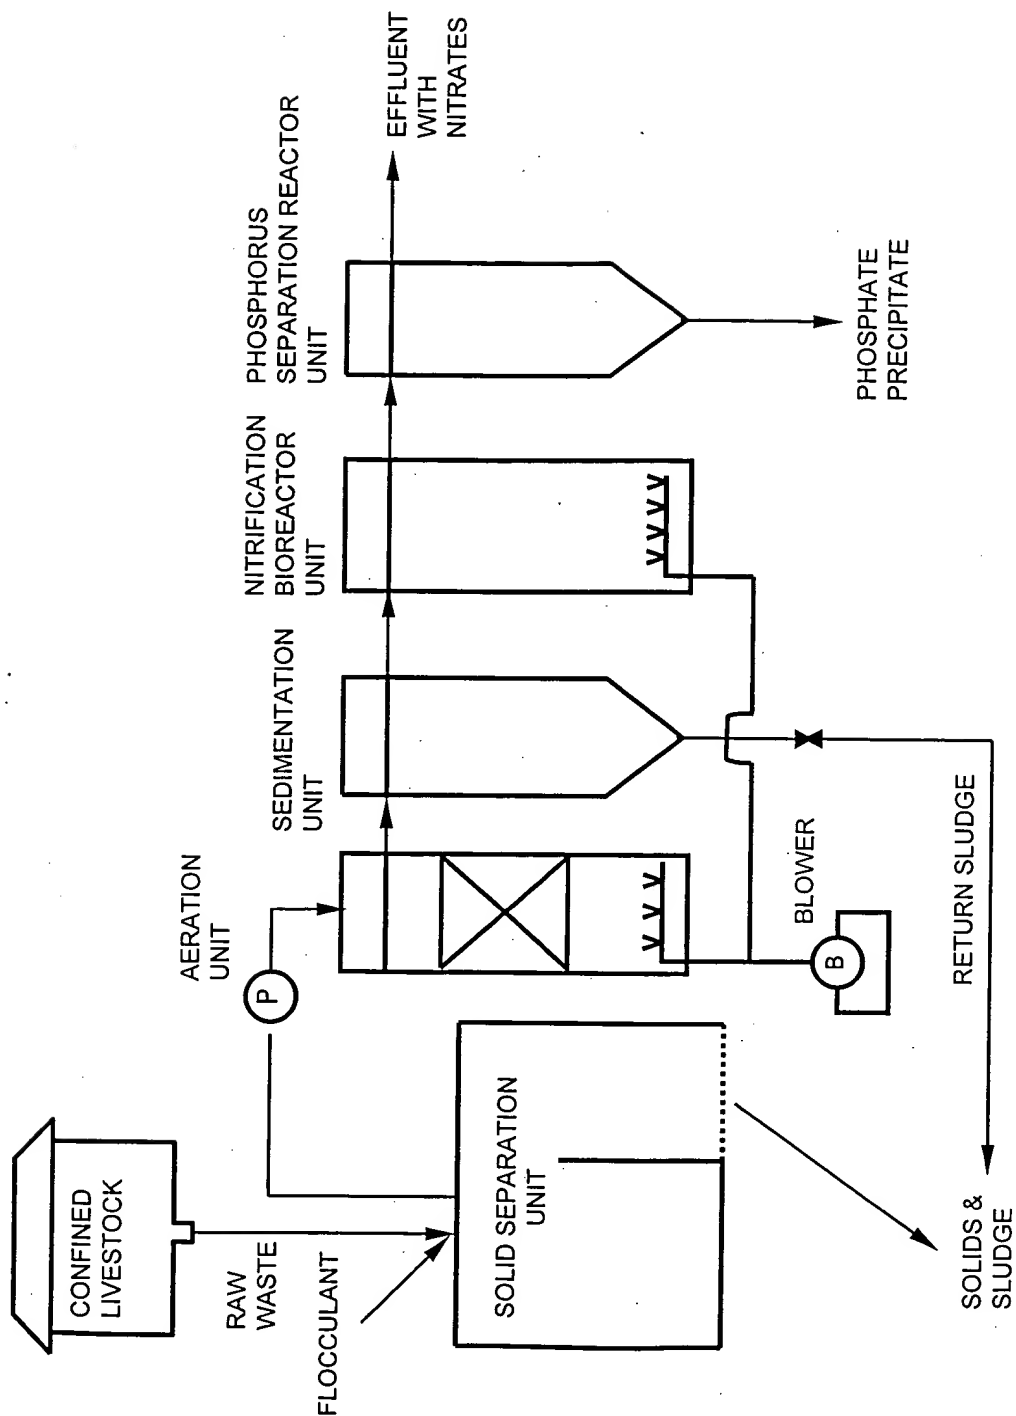 CONFINED
LIVESTOCK
RAW
WASTE
FLOCCULANT
SOLID SEPARATION
UNIT
SOLIDS &
SLUDGE
P
AERATION
UNIT
B
BLOWER
RETURN SLUDGE
SEDIMENTATION
UNIT
NITRIFICATION
BIOREACTOR
UNIT
PHOSPHORUS
SEPARATION REACTOR
UNIT
PHOSPHATE
PRECIPITATE
EFFLUENT
WITH
NITRATES